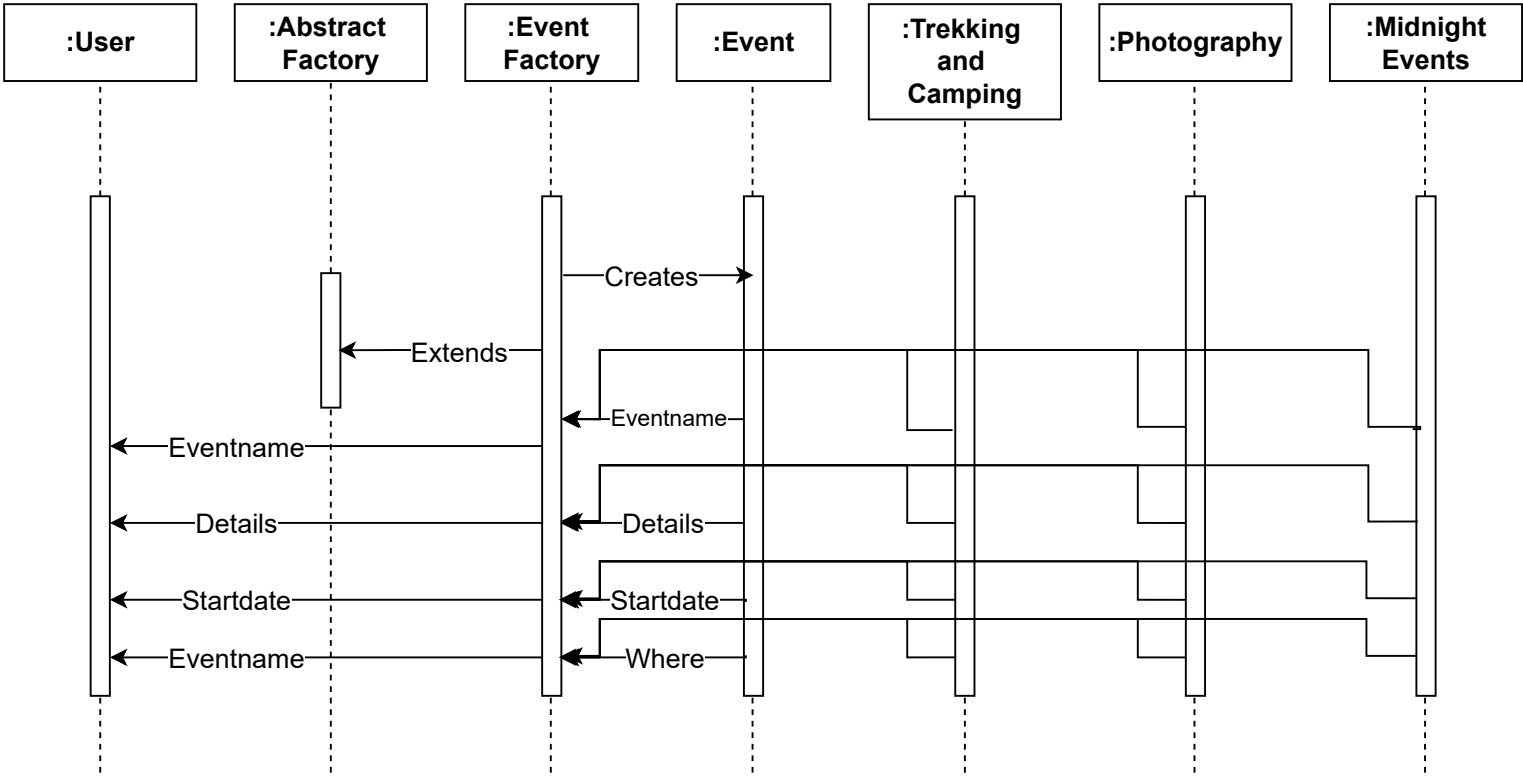 :User
:Abstract
Factory
:Event
Factory
:Event
:Trekking
and
Camping
:Photography
:Midnight
Events
Creates
Extends
Eventname
Eventname
Details
Details
Startdate
Startdate
Eventname
Where